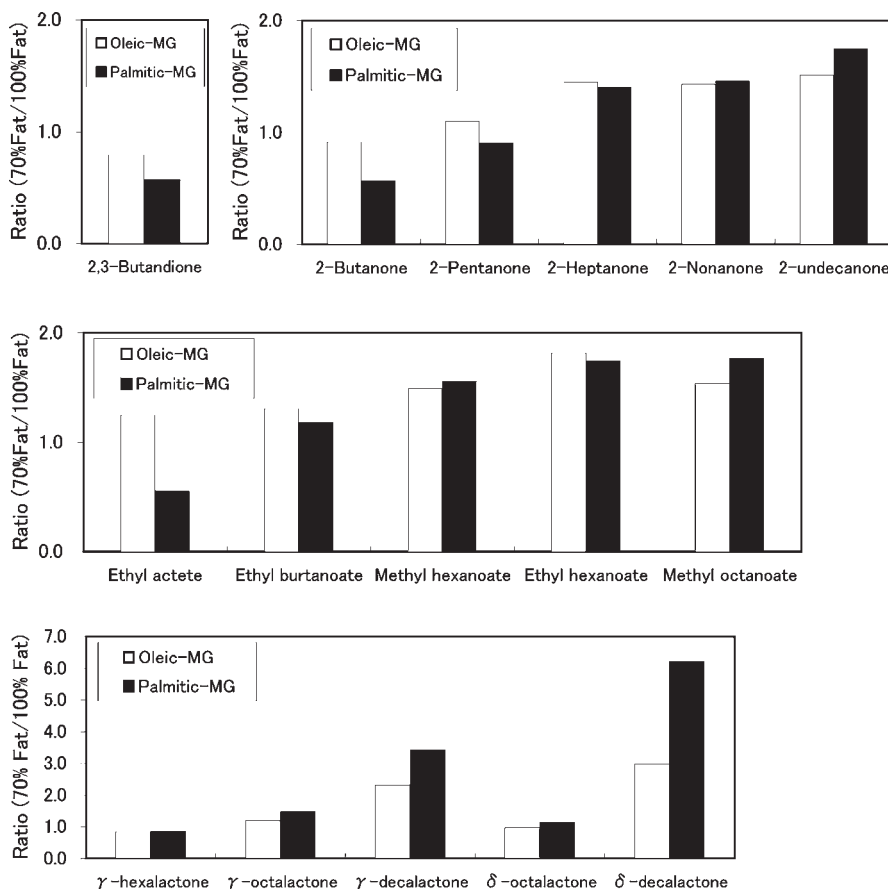 Ratio (70%Fat/100%Fat)
2.0
1.0
0.0
Oleic-MG
Palmitic-MG
2,3-Butandione
Ratio (70%Fat/100%Fat)
2.0
1.0
0.0
Oleic-MG
Palmitic-MG
2-Butanone 2-Pentanone 2-Heptanone 2-Nonanone 2-undecanone
Ratio (70%Fat/100%Fat)
2.0
1.0
0.0
Oleic-MG
Palmitic-MG
Ethyl actete Ethyl burtanoate Methyl hexanoate Ethyl hexanoate Methyl octanoate
Ratio (70% Fat/100% Fat)
7.0
6.0
5.0
4.0
3.0
2.0
1.0
0.0
Oleic-MG
Palmitic-MG
γ-hexalactone γ-octalactone γ-decalactone δ-octalactone δ-decalactone